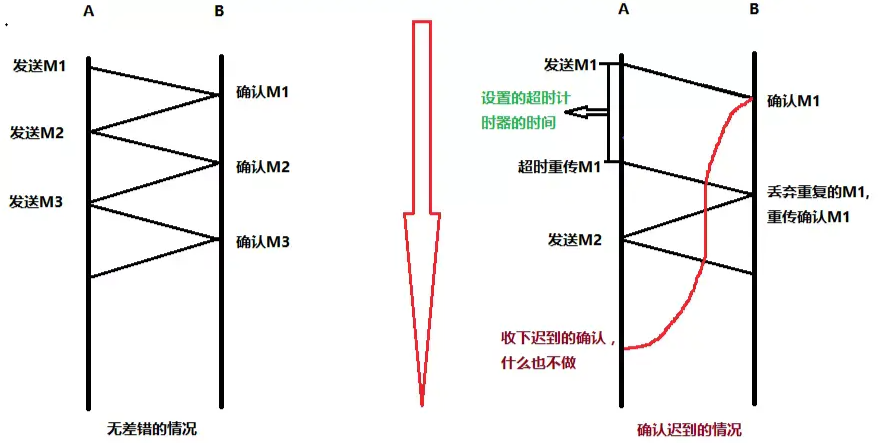 A
B
发送M1
确认M1
发送M2
确认M2
发送M3
确认M3
无差错的情况
A
B
发送M1
设置的超时计
时器的时间
确认M1
超时重传M1
丢弃重复的M1,
重传确认M1
发送M2
收下迟到的确认，
什么也不做
确认迟到的情况